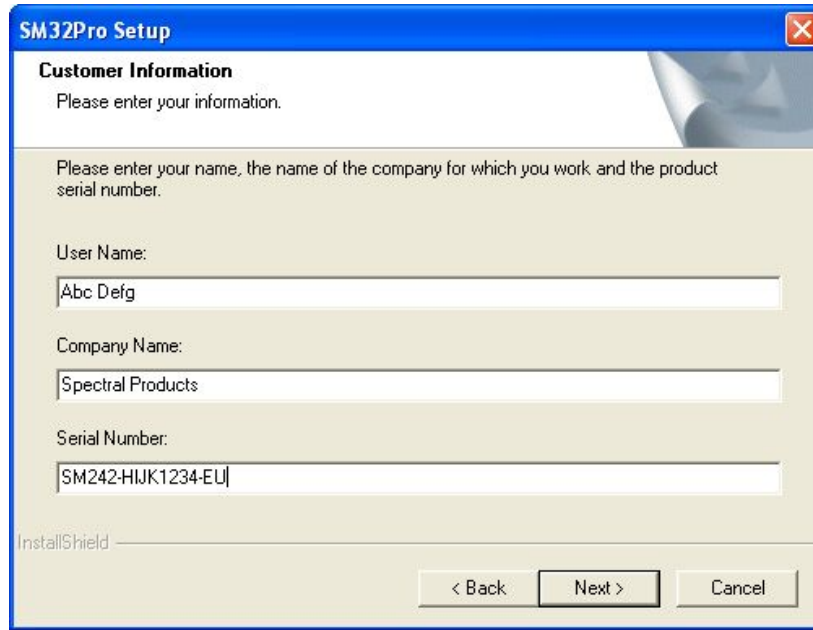 SM32Pro Setup
Customer Information
Please enter your information.
Please enter your name, the name of the company for which you work and the product
serial number.
User Name:
Abc Defg
Company Name:
Spectral Products
Serial Number:
SM242-HIJK1234-EU
InstallShield
< Back Next > Cancel